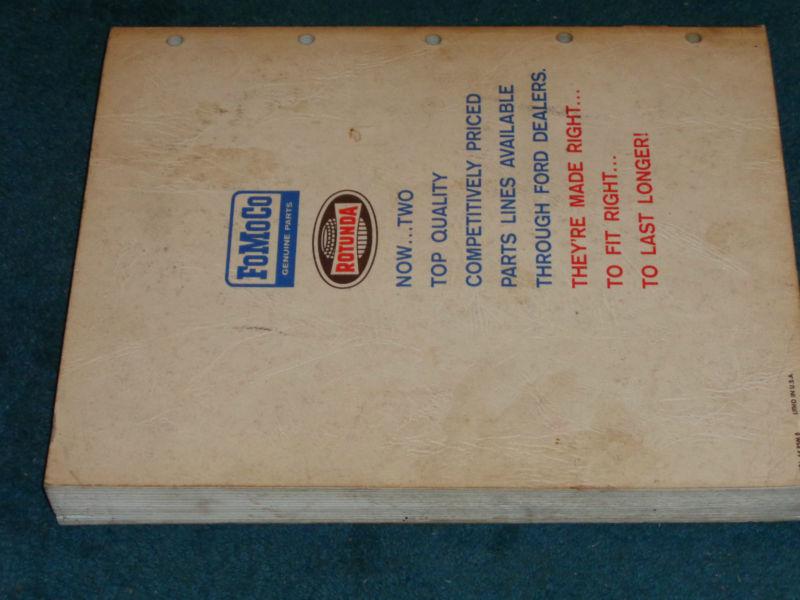 FoMoCo
GENUINE PARTS
ROTUNDA
NOW...TWO
TOP QUALITY
COMPETITIVELY PRICED
PARTS LINES AVAILABLE
THROUGH FORD DEALERS.
THEY'RE MADE RIGHT...
TO FIT RIGHT...
TO LAST LONGER!
LITHO IN U.S.A.